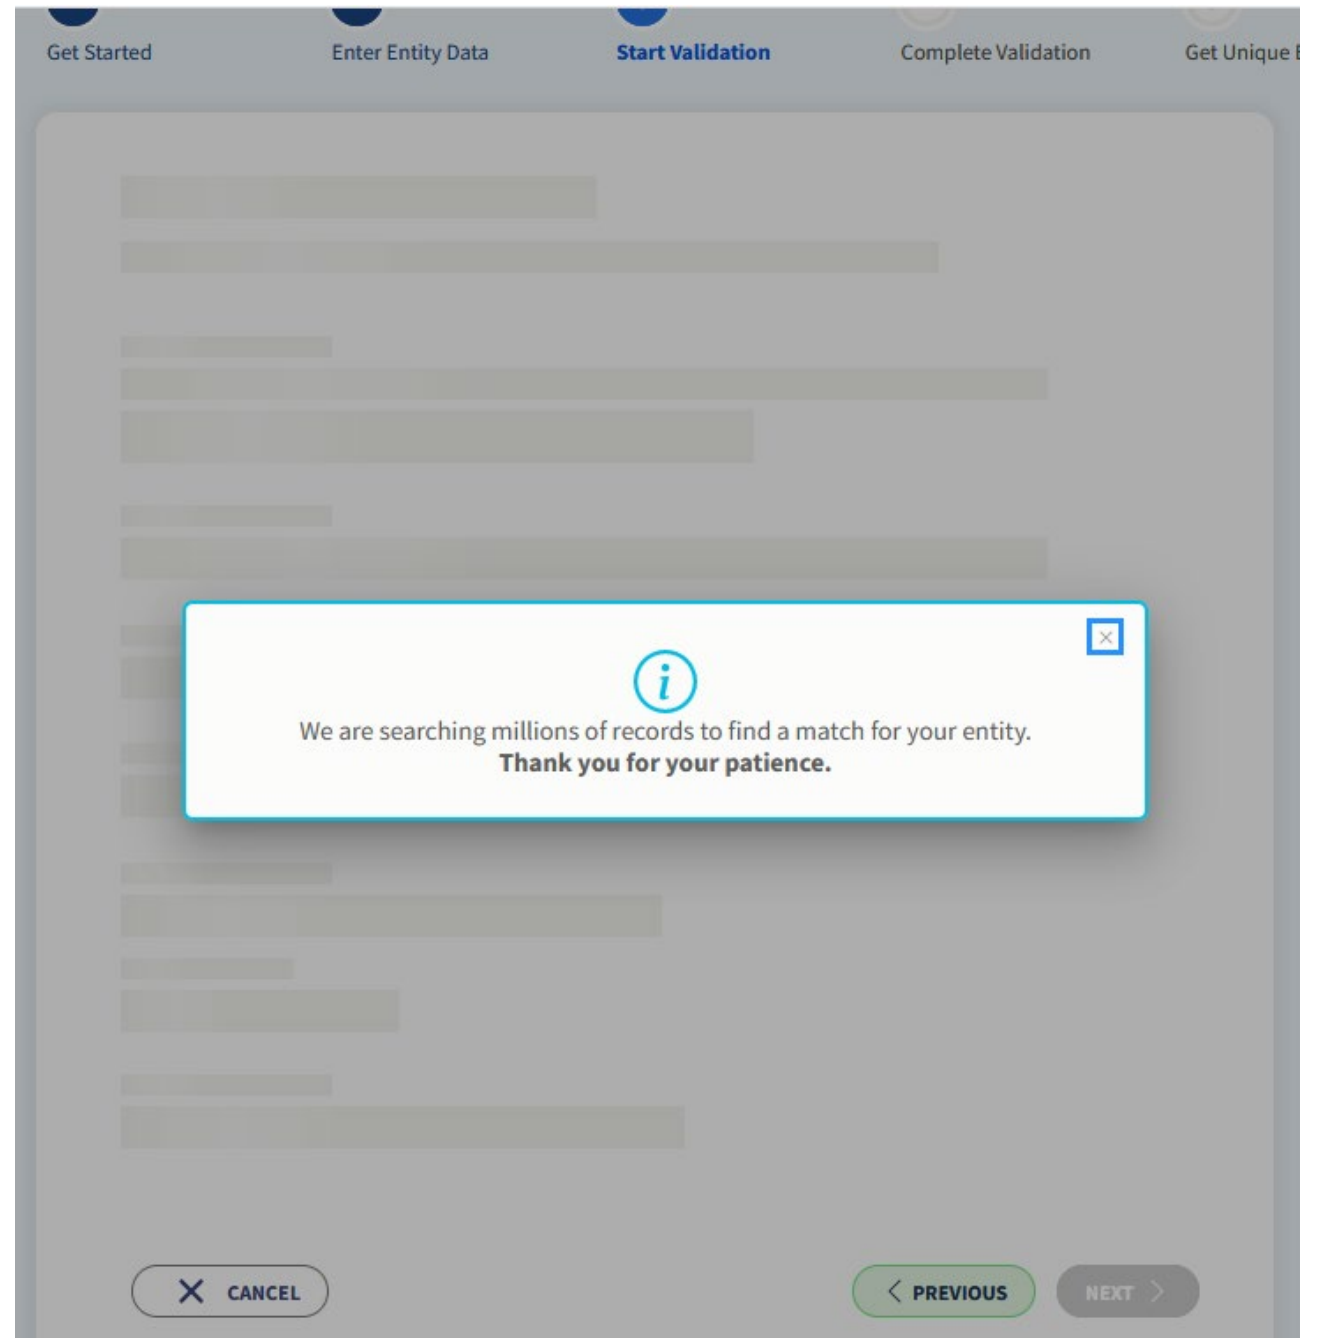 Get Started
Enter Entity Data
Start Validation
Complete Validation
Get Unique
i
We are searching millions of records to find a match for your entity.
Thank you for your patience.
CANCEL
PREVIOUS
NEXT